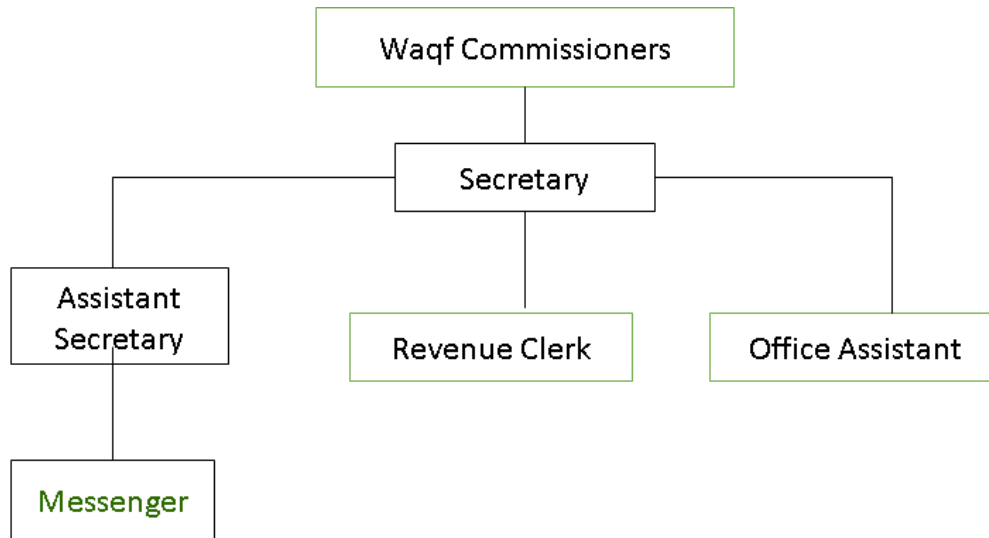 Waqf Commissioners
Secretary
Assistant
Secretary
Revenue Clerk
Office Assistant
Messenger